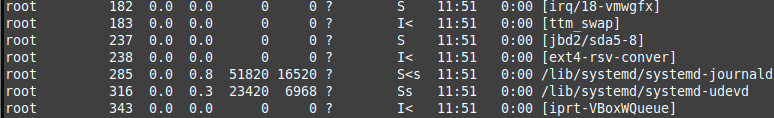 root 182 0.0 0.0 0 0 ? S 11:51 0:00 [irq/18-vmwgfx]
root 183 0.0 0.0 0 0 ? I< 11:51 0:00 [ttm_swap]
root 237 0.0 0.0 0 0 ? S 11:51 0:00 [jbd2/sda5-8]
root 238 0.0 0.0 0 0 ? I< 11:51 0:00 [ext4-rsv-conver]
root 285 0.0 0.8 51820 16520 ? S<s 11:51 0:00 /lib/systemd/systemd-journald
root 316 0.0 0.3 23420 6968 ? Ss 11:51 0:00 /lib/systemd/systemd-udevd
root 343 0.0 0.0 0 0 ? I< 11:51 0:00 [iprt-VBoxWQueue]